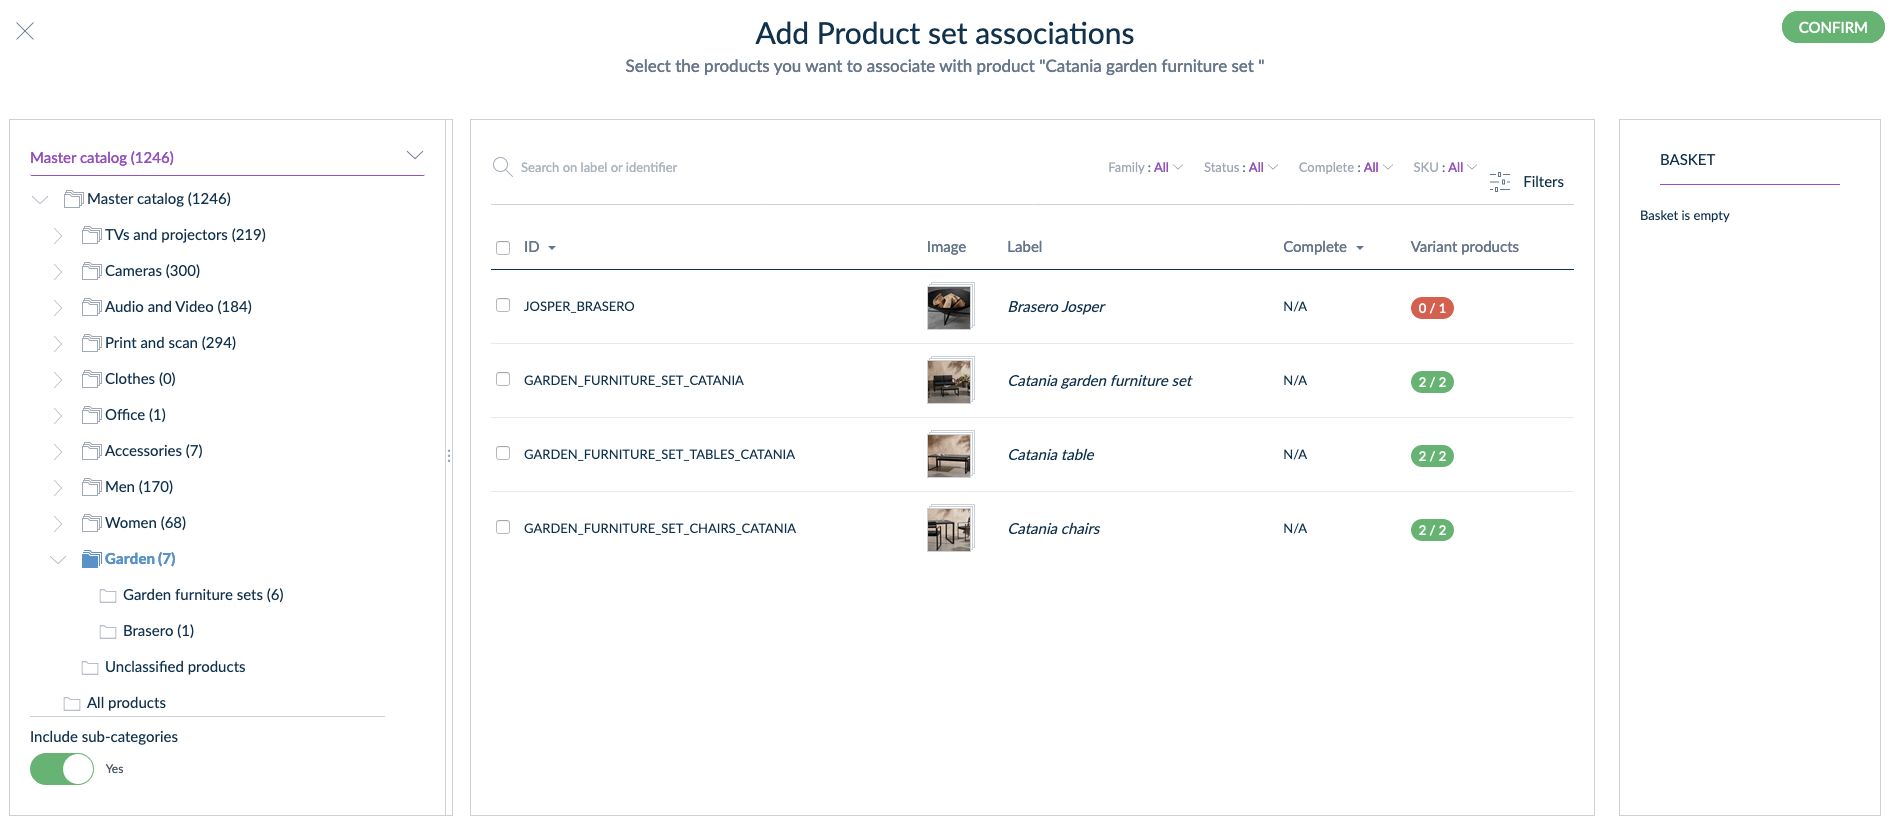 Add Product set associations
CONFIRM
Select the products you want to associate with product "Catania garden furniture set "
Master catalog (1246)
Master catalog (1246)
TVs and projectors (219)
Cameras (300)
Audio and Video (184)
Print and scan (294)
Clothes (0)
Office (1)
Accessories (7)
Men (170)
Women (68)
Garden (7)
Garden furniture sets (6)
Brasero (1)
Unclassified products
All products
Include sub-categories
Yes
Search on label or identifier
Family : All
Status : All
Complete : All
SKU : All
Filters
ID Image Label Complete Variant products
JOSPER_BRASERO Brasero Josper N/A 0 / 1
GARDEN_FURNITURE_SET_CATANIA Catania garden furniture set N/A 2 / 2
GARDEN_FURNITURE_SET_TABLES_CATANIA Catania table N/A 2 / 2
GARDEN_FURNITURE_SET_CHAIRS_CATANIA Catania chairs N/A 2 / 2
BASKET
Basket is empty